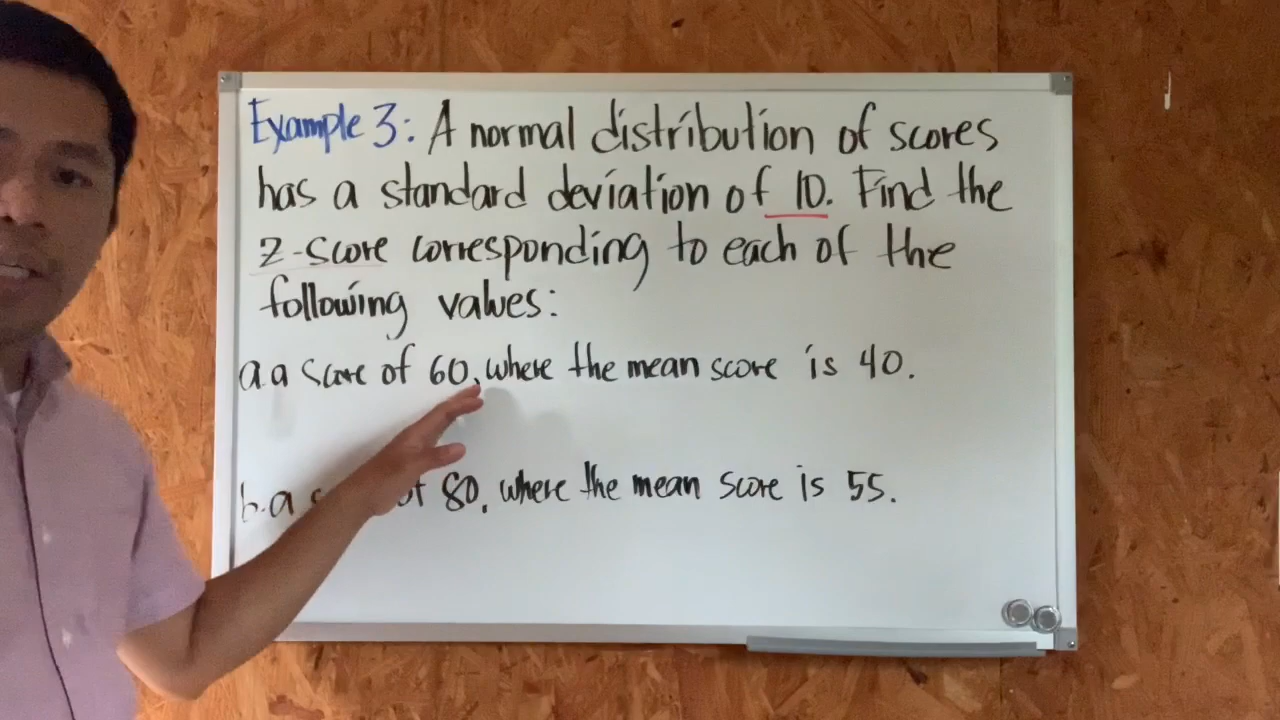 Example 3: A normal distribution of scores
has a standard deviation of 10. Find the
z-score corresponding to each of the
following values:
a. a score of 60, where the mean score is 40.
b. a of 80, where the mean score is 55.